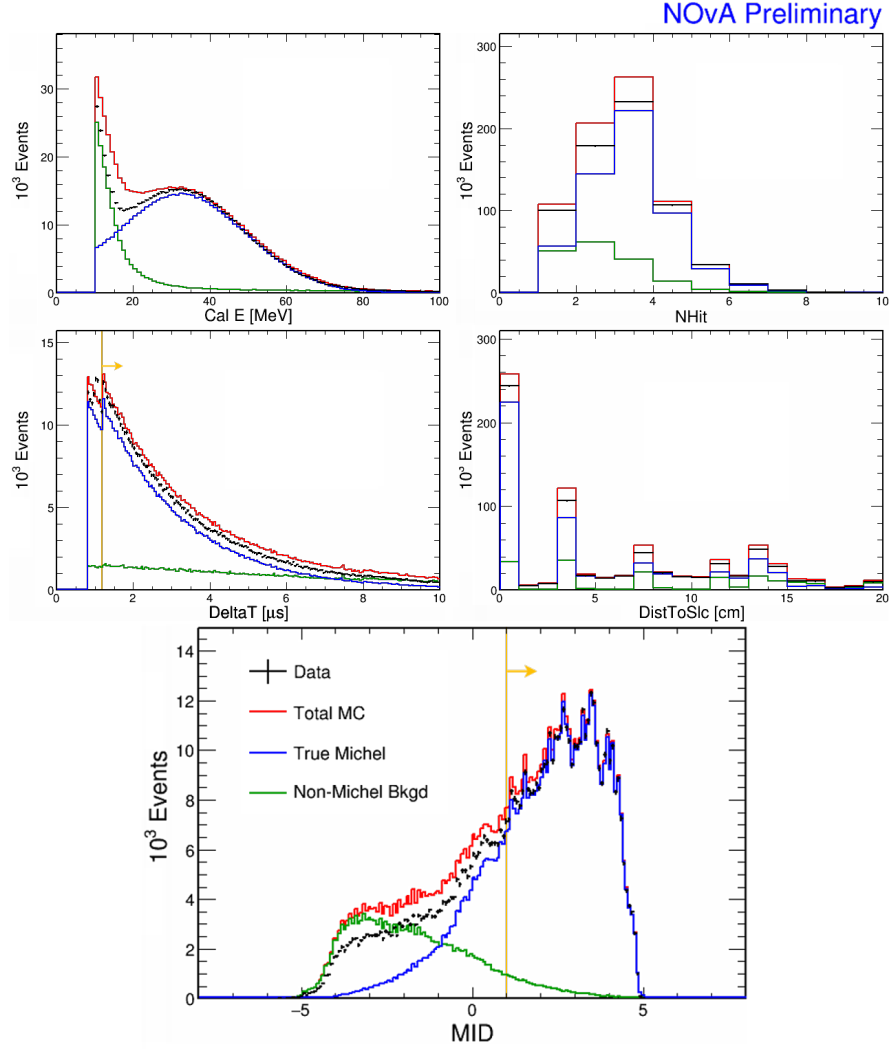 NOvA Preliminary
10³ Events
30
20
10
0
0 20 40 60 80 100
Cal E [MeV]
10³ Events
300
200
100
0
0 2 4 6 8 10
NHit
10³ Events
15
10
5
0
0 2 4 6 8 10
DeltaT [μs]
10³ Events
300
200
100
0
0 5 10 15 20
DistToSlc [cm]
10³ Events
14
12
10
8
6
4
2
0
Data
Total MC
True Michel
Non-Michel Bkgd
−5 0 5
MID